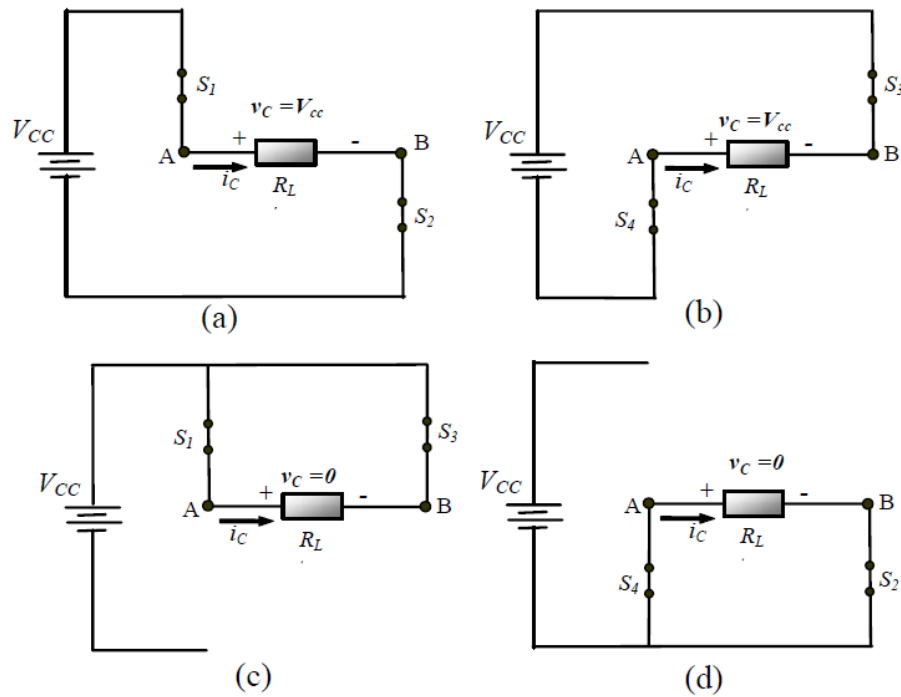 S1
vC =Vcc
VCC
A
+
-
B
iC
RL
S2
(a)
S3
vC =Vcc
VCC
A
+
-
B
iC
RL
S4
(b)
S1
S3
vC =0
VCC
A
+
-
B
iC
RL
(c)
vC =0
VCC
A
+
-
B
iC
RL
S4
S2
(d)